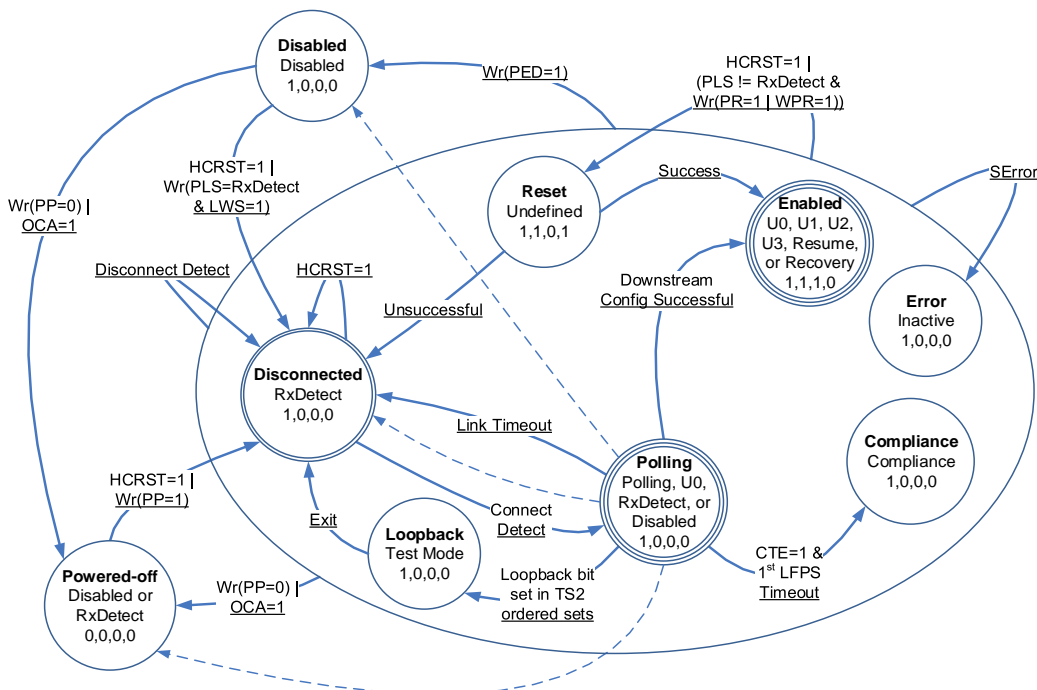 Disabled
Disabled
1,0,0,0
Wr(PED=1)
HCRST=1 |
(PLS != RxDetect &
Wr(PR=1 | WPR=1))
HCRST=1 |
Wr(PLS=RxDetect
& LWS=1)
Wr(PP=0) |
OCA=1
Reset
Undefined
1,1,0,1
Success
Enabled
U0, U1, U2,
U3, Resume,
or Recovery
1,1,1,0
SError
Disconnect Detect
HCRST=1
Unsuccessful
Downstream
Config Successful
Error
Inactive
1,0,0,0
Disconnected
RxDetect
1,0,0,0
Link Timeout
Compliance
Compliance
1,0,0,0
Polling
Polling, U0,
RxDetect, or
Disabled
1,0,0,0
HCRST=1 |
Wr(PP=1)
Exit
Connect
Detect
Loopback
Test Mode
1,0,0,0
CTE=1 &
1st LFPS
Timeout
Loopback bit
set in TS2
ordered sets
Powered-off
Disabled or
RxDetect
0,0,0,0
Wr(PP=0) |
OCA=1